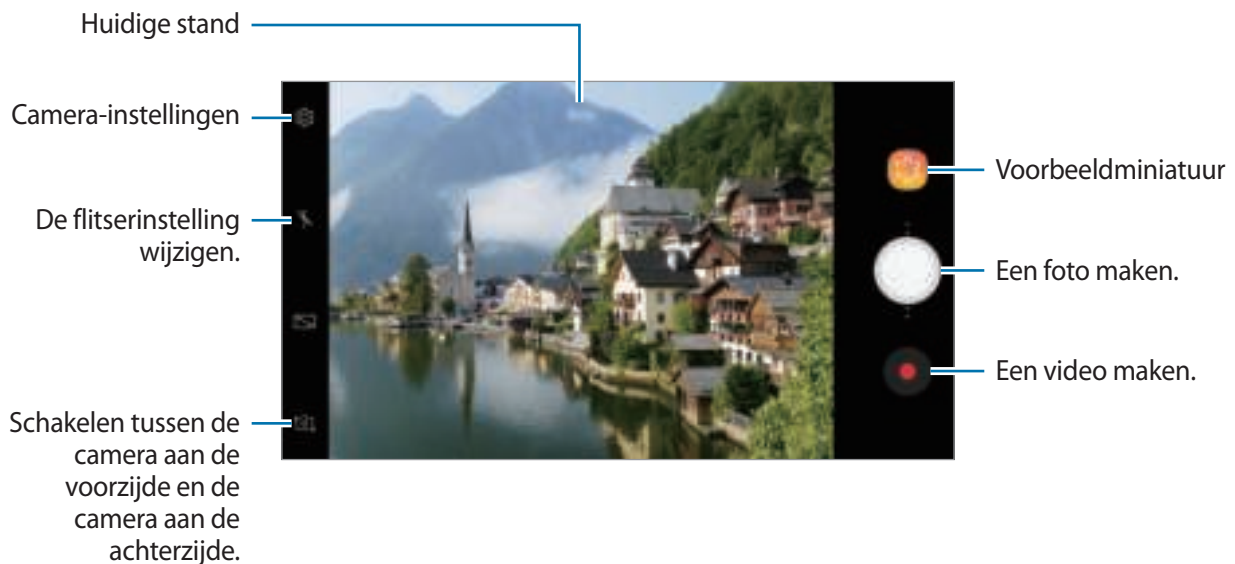 Huidige stand
Camera-instellingen
De flitserinstelling
wijzigen.
Schakelen tussen de
camera aan de
voorzijde en de
camera aan de
achterzijde.
Voorbeeldminiatuur
Een foto maken.
Een video maken.